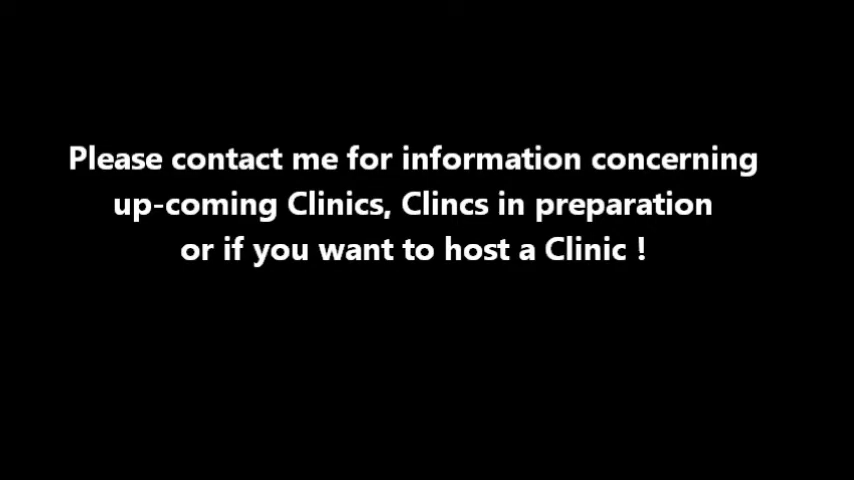 Please contact me for information concerning
up-coming Clinics, Clincs in preparation
or if you want to host a Clinic !